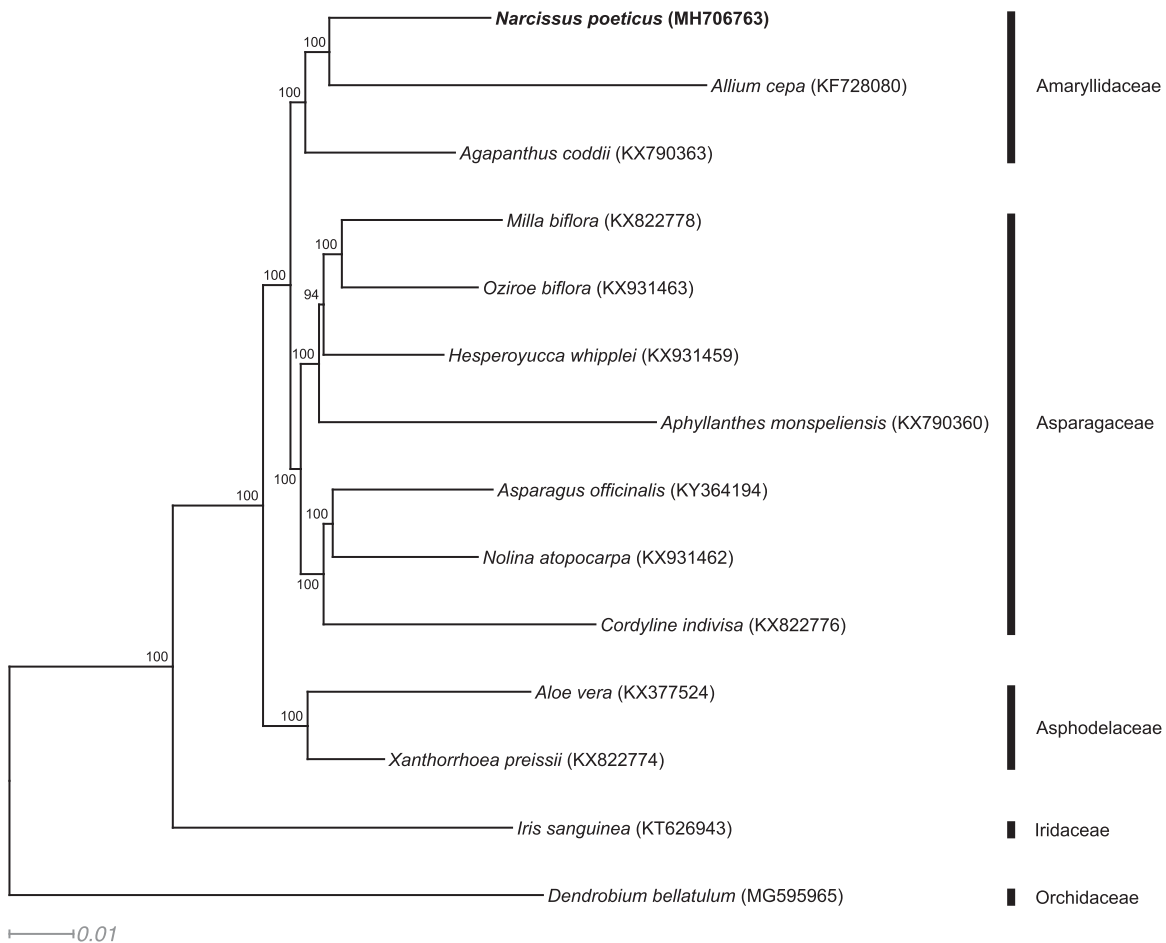 Narcissus poeticus (MH706763)
100
Allium cepa (KF728080)
Amaryllidaceae
100
Agapanthus coddii (KX790363)
Milla biflora (KX822778)
100
100
Oziroe biflora (KX931463)
94
Hesperoyucca whipplei (KX931459)
100
Aphyllanthes monspeliensis (KX790360)
Asparagaceae
100
Asparagus officinalis (KY364194)
100
100
Nolina atopocarpa (KX931462)
100
Cordyline indivisa (KX822776)
100
Aloe vera (KX377524)
100
Asphodelaceae
Xanthorrhoea preissii (KX822774)
Iris sanguinea (KT626943)
Iridaceae
Dendrobium bellatulum (MG595965)
Orchidaceae
0.01